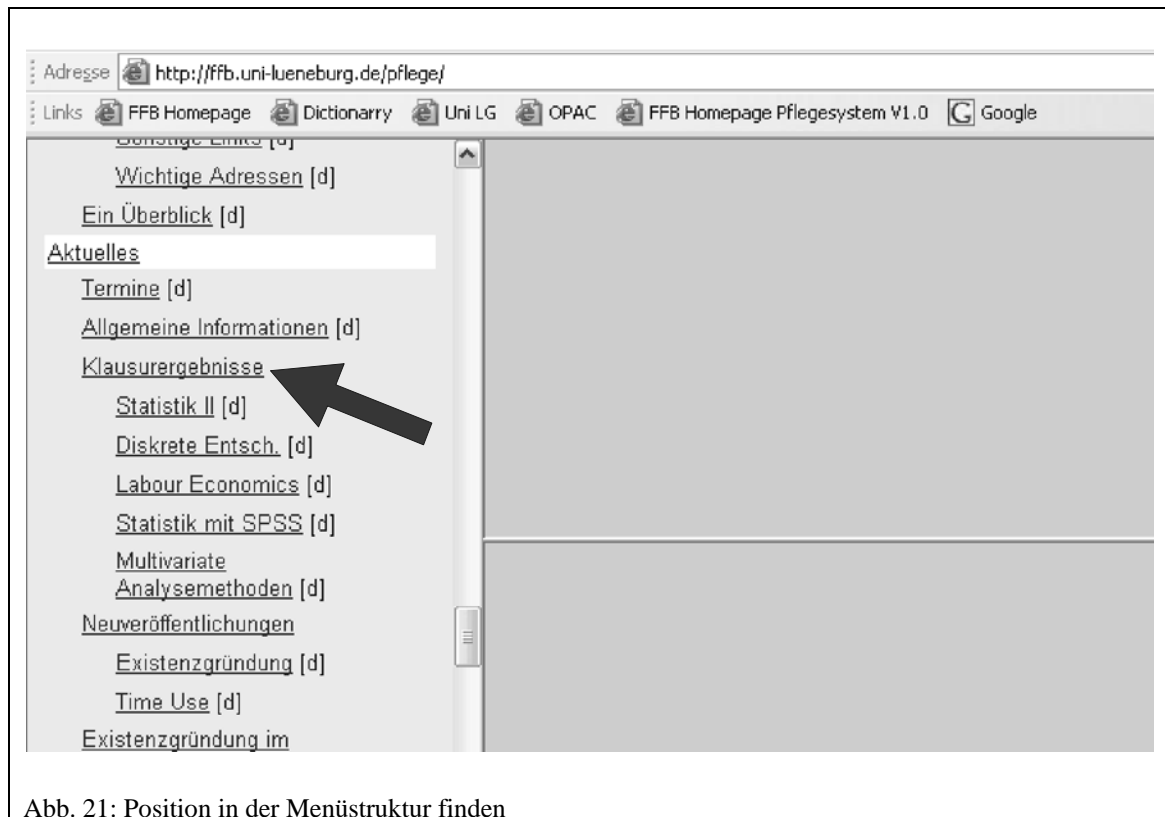 Adresse http://ffb.uni-lueneburg.de/pflege/
Links FFB Homepage Dictionarry Uni LG OPAC FFB Homepage Pflegesystem V1.0 Google
Sonstige Links [d]
Wichtige Adressen [d]
Ein Überblick [d]
Aktuelles
Termine [d]
Allgemeine Informationen [d]
Klausurergebnisse
Statistik II [d]
Diskrete Entsch. [d]
Labour Economics [d]
Statistik mit SPSS [d]
Multivariate
Analysemethoden [d]
Neuveröffentlichungen
Existenzgründung [d]
Time Use [d]
Existenzgründung im
Abb. 21: Position in der Menüstruktur finden